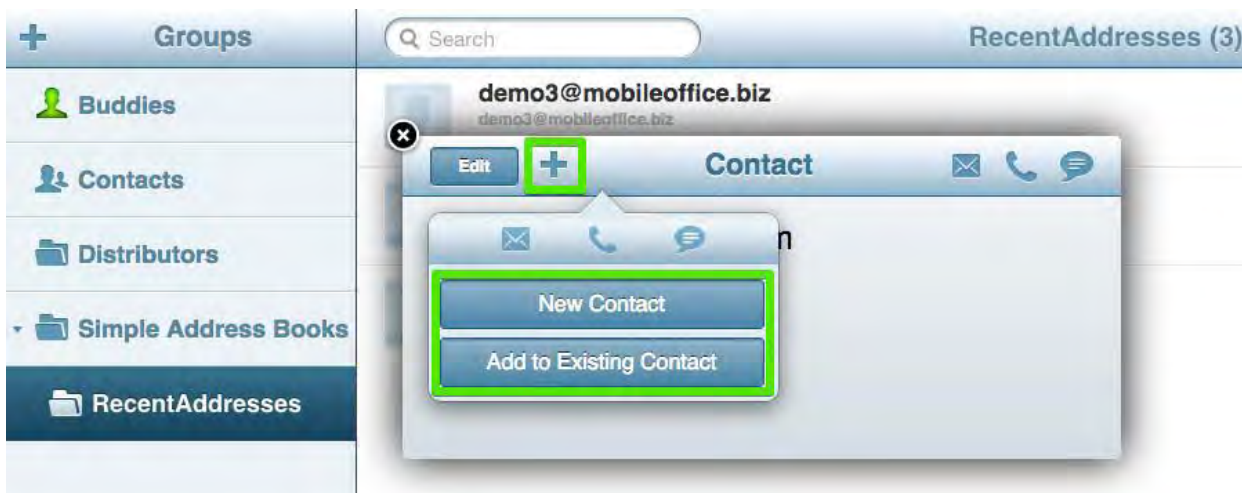 Groups
Search
RecentAddresses (3)
Buddies
Contacts
Distributors
Simple Address Books
RecentAddresses
demo3@mobileoffice.biz
demo3@mobileoffice.biz
Edit
Contact
New Contact
Add to Existing Contact